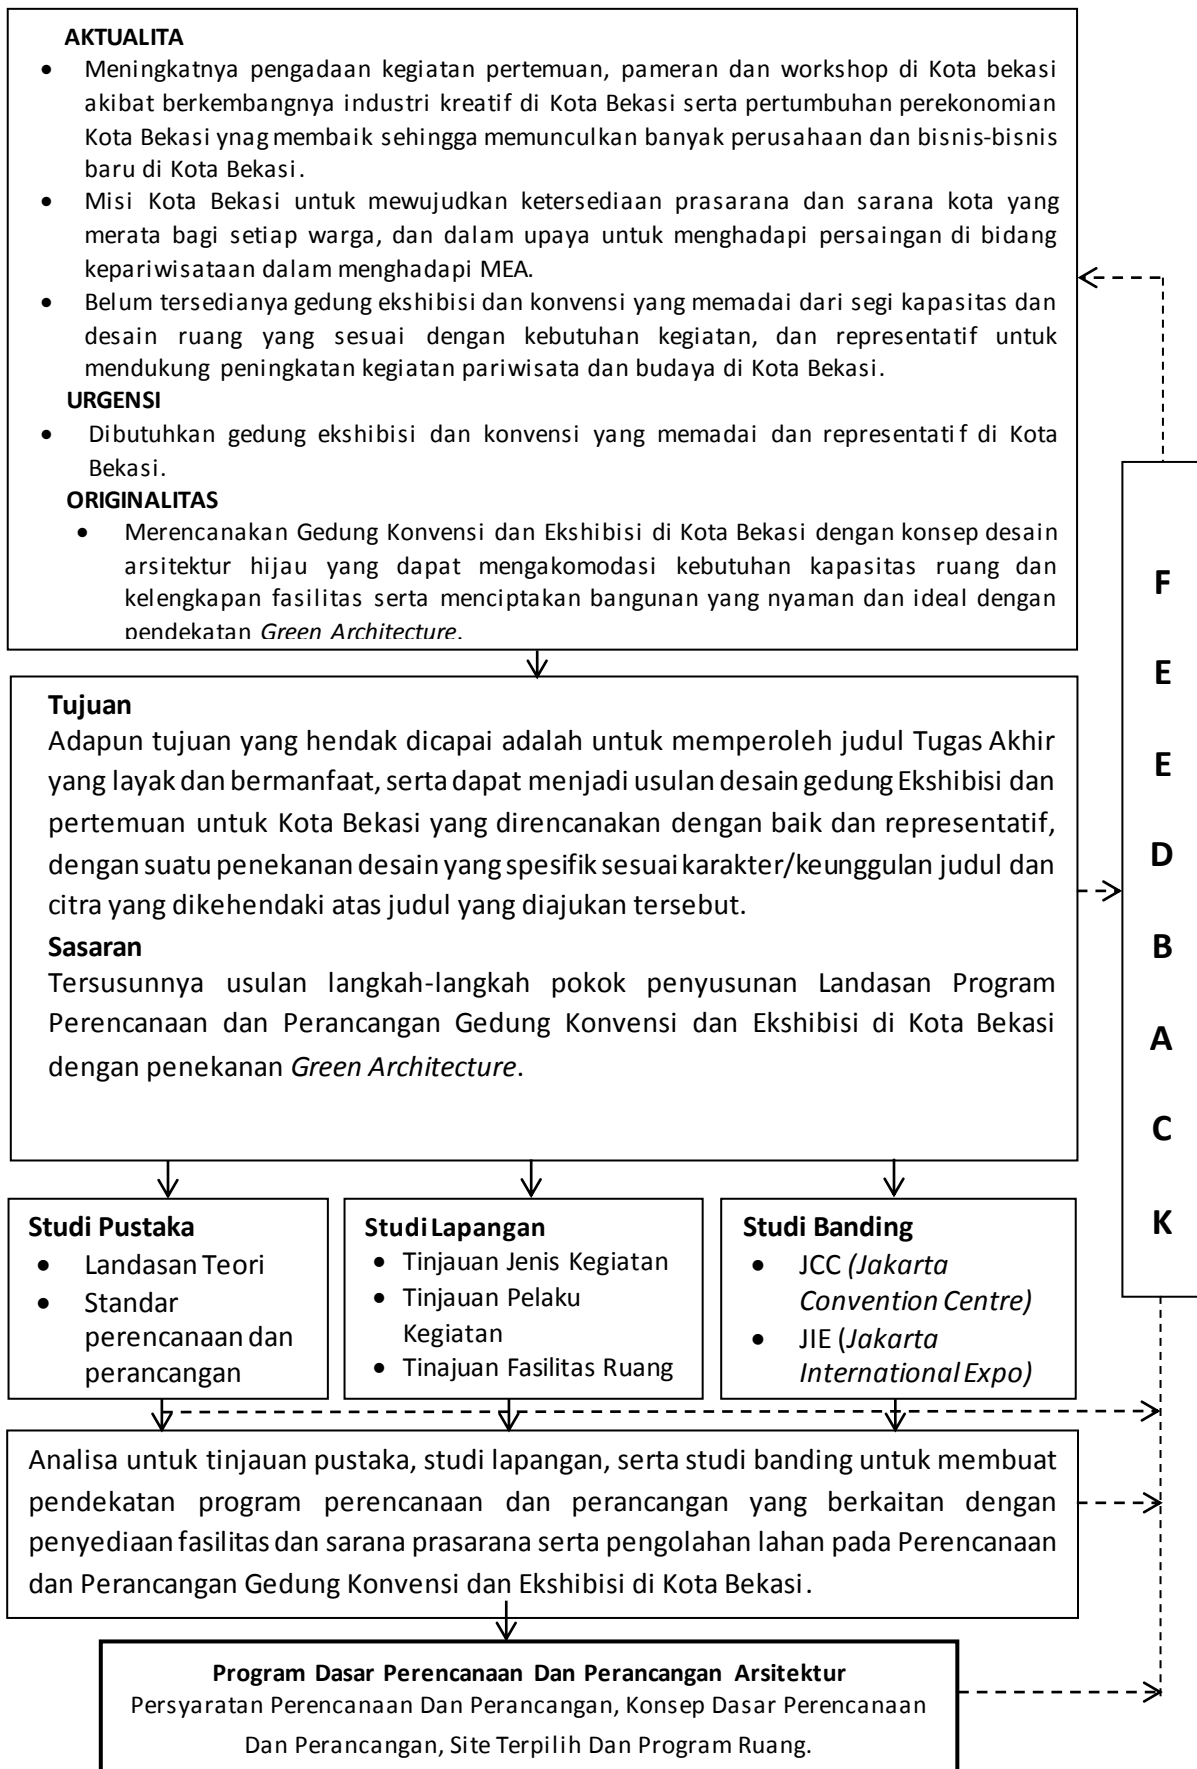 AKTUALITA
• Meningkatnya pengadaan kegiatan pertemuan, pameran dan workshop di Kota bekasi
akibat berkembangnya industri kreatif di Kota Bekasi serta pertumbuhan perekonomian
Kota Bekasi ynag membaik sehingga memunculkan banyak perusahaan dan bisnis-bisnis
baru di Kota Bekasi.
• Misi Kota Bekasi untuk mewujudkan ketersediaan prasarana dan sarana kota yang
merata bagi setiap warga, dan dalam upaya untuk menghadapi persaingan di bidang
kepariwisataan dalam menghadapi MEA.
• Belum tersedianya gedung ekshibisi dan konvensi yang memadai dari segi kapasitas dan
desain ruang yang sesuai dengan kebutuhan kegiatan, dan representatif untuk
mendukung peningkatan kegiatan pariwisata dan budaya di Kota Bekasi.
URGENSI
• Dibutuhkan gedung ekshibisi dan konvensi yang memadai dan representatif di Kota
Bekasi.
ORIGINALITAS
• Merencanakan Gedung Konvensi dan Ekshibisi di Kota Bekasi dengan konsep desain
arsitektur hijau yang dapat mengakomodasi kebutuhan kapasitas ruang dan
kelengkapan fasilitas serta menciptakan bangunan yang nyaman dan ideal dengan
pendekatan Green Architecture.
Tujuan
Adapun tujuan yang hendak dicapai adalah untuk memperoleh judul Tugas Akhir
yang layak dan bermanfaat, serta dapat menjadi usulan desain gedung Ekshibisi dan
pertemuan untuk Kota Bekasi yang direncanakan dengan baik dan representatif,
dengan suatu penekanan desain yang spesifik sesuai karakter/keunggulan judul dan
citra yang dikehendaki atas judul yang diajukan tersebut.
Sasaran
Tersusunnya usulan langkah-langkah pokok penyusunan Landasan Program
Perencanaan dan Perancangan Gedung Konvensi dan Ekshibisi di Kota Bekasi
dengan penekanan Green Architecture.
F
E
E
D
B
A
C
K
Studi Pustaka
• Landasan Teori
• Standar
perencanaan dan
perancangan
Studi Lapangan
• Tinjauan Jenis Kegiatan
• Tinjauan Pelaku
Kegiatan
• Tinajuan Fasilitas Ruang
Studi Banding
• JCC (Jakarta
Convention Centre)
• JIE (Jakarta
International Expo)
Analisa untuk tinjauan pustaka, studi lapangan, serta studi banding untuk membuat
pendekatan program perencanaan dan perancangan yang berkaitan dengan
penyediaan fasilitas dan sarana prasarana serta pengolahan lahan pada Perencanaan
dan Perancangan Gedung Konvensi dan Ekshibisi di Kota Bekasi.
Program Dasar Perencanaan Dan Perancangan Arsitektur
Persyaratan Perencanaan Dan Perancangan, Konsep Dasar Perencanaan
Dan Perancangan, Site Terpilih Dan Program Ruang.